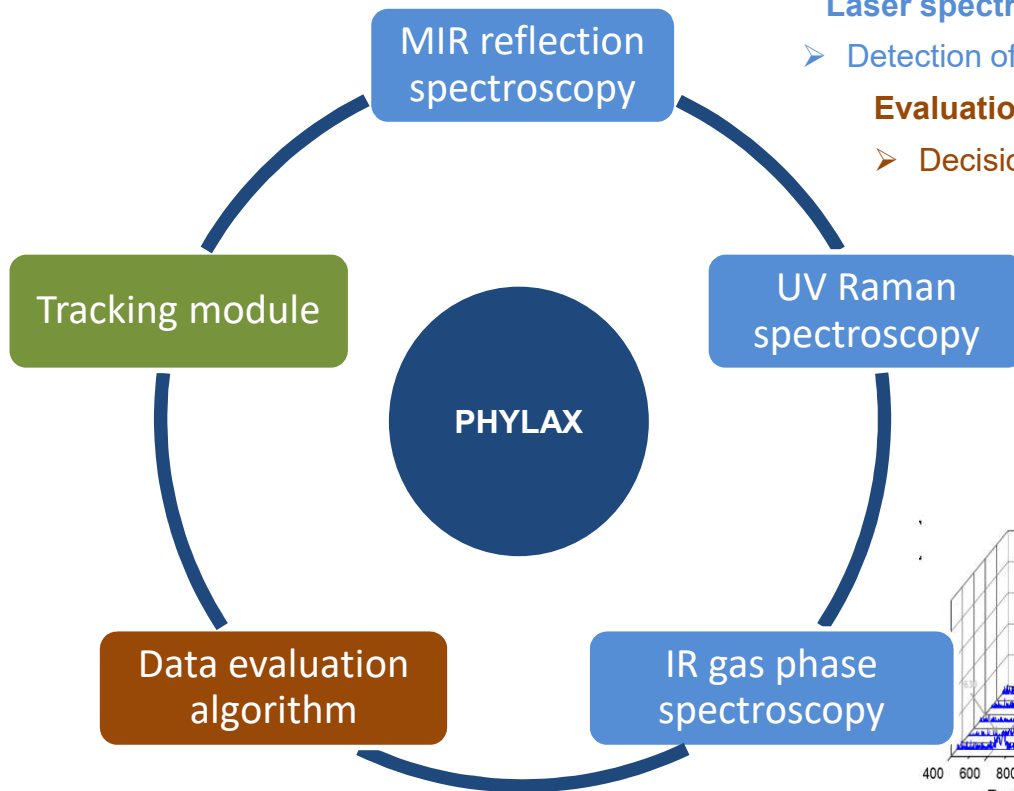 MIR reflection
spectroscopy
Laser spectr
➢ Detection of
Evaluatio
➢ Decisio
Tracking module
UV Raman
spectroscopy
PHYLAX
Data evaluation
algorithm
IR gas phase
spectroscopy
400 600 800